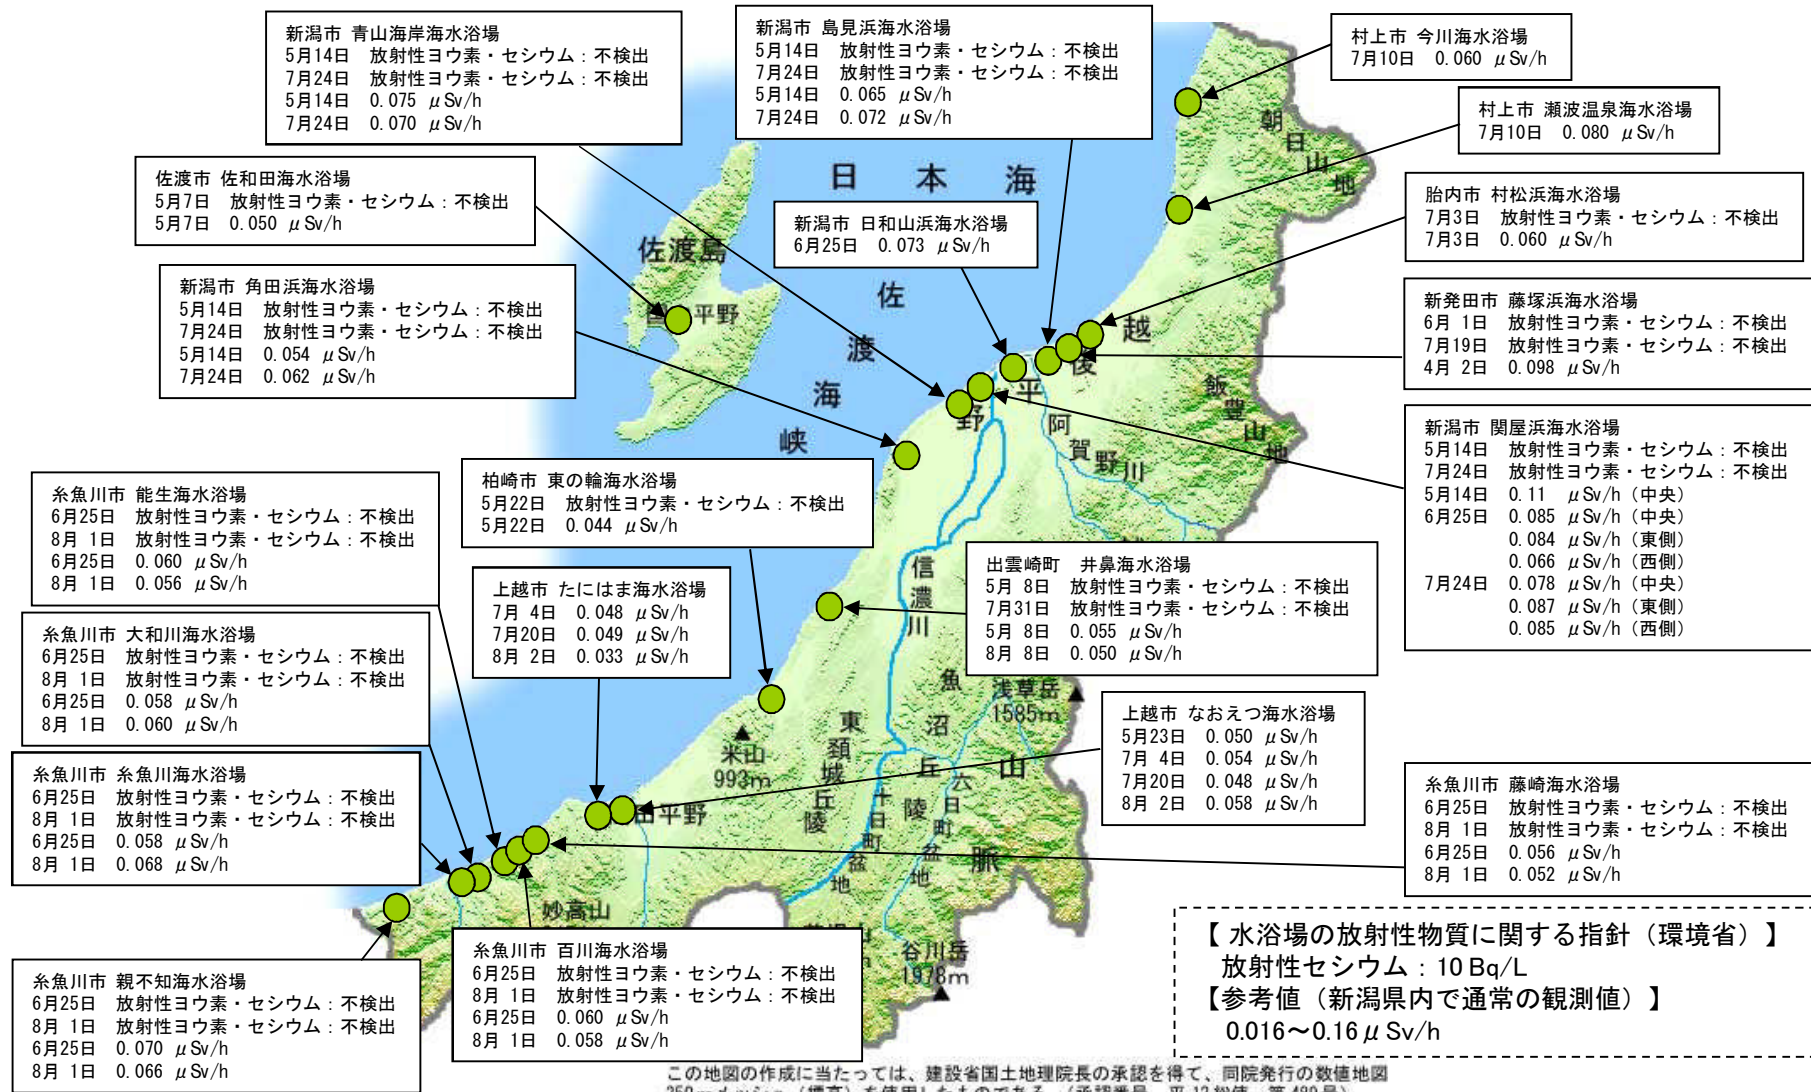 新潟市 青山海岸海水浴場
5月14日 放射性ヨウ素・セシウム：不検出
7月24日 放射性ヨウ素・セシウム：不検出
5月14日 0.075 μSv/h
7月24日 0.070 μSv/h
新潟市 島見浜海水浴場
5月14日 放射性ヨウ素・セシウム：不検出
7月24日 放射性ヨウ素・セシウム：不検出
5月14日 0.065 μSv/h
7月24日 0.072 μSv/h
村上市 今川海水浴場
7月10日 0.060 μSv/h
村上市 瀬波温泉海水浴場
7月10日 0.080 μSv/h
佐渡市 佐和田海水浴場
5月7日 放射性ヨウ素・セシウム：不検出
5月7日 0.050 μSv/h
新潟市 日和山浜海水浴場
6月25日 0.073 μSv/h
胎内市 村松浜海水浴場
7月3日 放射性ヨウ素・セシウム：不検出
7月3日 0.060 μSv/h
新潟市 角田浜海水浴場
5月14日 放射性ヨウ素・セシウム：不検出
7月24日 放射性ヨウ素・セシウム：不検出
5月14日 0.054 μSv/h
7月24日 0.062 μSv/h
新発田市 藤塚浜海水浴場
6月 1日 放射性ヨウ素・セシウム：不検出
7月19日 放射性ヨウ素・セシウム：不検出
4月 2日 0.098 μSv/h
新潟市 関屋浜海水浴場
5月14日 放射性ヨウ素・セシウム：不検出
7月24日 放射性ヨウ素・セシウム：不検出
5月14日 0.11 μSv/h（中央）
6月25日 0.085 μSv/h（中央）
0.084 μSv/h（東側）
0.066 μSv/h（西側）
7月24日 0.078 μSv/h（中央）
0.087 μSv/h（東側）
0.085 μSv/h（西側）
柏崎市 東の輪海水浴場
5月22日 放射性ヨウ素・セシウム：不検出
5月22日 0.044 μSv/h
糸魚川市 能生海水浴場
6月25日 放射性ヨウ素・セシウム：不検出
8月 1日 放射性ヨウ素・セシウム：不検出
6月25日 0.060 μSv/h
8月 1日 0.056 μSv/h
出雲崎町 井鼻海水浴場
5月 8日 放射性ヨウ素・セシウム：不検出
7月31日 放射性ヨウ素・セシウム：不検出
5月 8日 0.055 μSv/h
8月 8日 0.050 μSv/h
上越市 たにはま海水浴場
7月 4日 0.048 μSv/h
7月20日 0.049 μSv/h
8月 2日 0.033 μSv/h
糸魚川市 大和川海水浴場
6月25日 放射性ヨウ素・セシウム：不検出
8月 1日 放射性ヨウ素・セシウム：不検出
6月25日 0.058 μSv/h
8月 1日 0.060 μSv/h
上越市 なおえつ海水浴場
5月23日 0.050 μSv/h
7月 4日 0.054 μSv/h
7月20日 0.048 μSv/h
8月 2日 0.058 μSv/h
糸魚川市 糸魚川海水浴場
6月25日 放射性ヨウ素・セシウム：不検出
8月 1日 放射性ヨウ素・セシウム：不検出
6月25日 0.058 μSv/h
8月 1日 0.068 μSv/h
糸魚川市 藤崎海水浴場
6月25日 放射性ヨウ素・セシウム：不検出
8月 1日 放射性ヨウ素・セシウム：不検出
6月25日 0.056 μSv/h
8月 1日 0.052 μSv/h
糸魚川市 百川海水浴場
6月25日 放射性ヨウ素・セシウム：不検出
8月 1日 放射性ヨウ素・セシウム：不検出
6月25日 0.060 μSv/h
8月 1日 0.058 μSv/h
糸魚川市 親不知海水浴場
6月25日 放射性ヨウ素・セシウム：不検出
8月 1日 放射性ヨウ素・セシウム：不検出
6月25日 0.070 μSv/h
8月 1日 0.066 μSv/h
【 水浴場の放射性物質に関する指針（環境省）】
放射性セシウム：10 Bq/L
【参考値（新潟県内で通常の観測値）】
0.016～0.16μSv/h
日本海
佐渡島
平野
佐渡海峡
朝日山地
越後平野
飯豊山地
阿賀野川
信濃川
魚沼丘陵
浅草岳
1585m
米山
993m
東頸城丘陵
十日町盆地
六日町盆地
山脈
田平野
妙高山
谷川岳
1978m
この地図の作成に当たっては、建設省国土地理院長の承認を得て、同院発行の数値地図